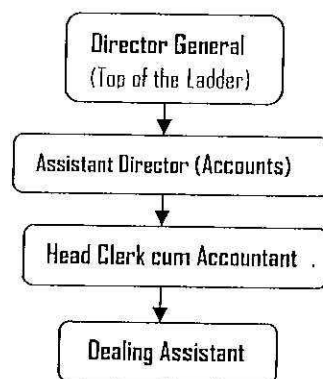 Director General
(Top of the Ladder)
Assistant Director (Accounts)
Head Clerk cum Accountant .
Dealing Assistant